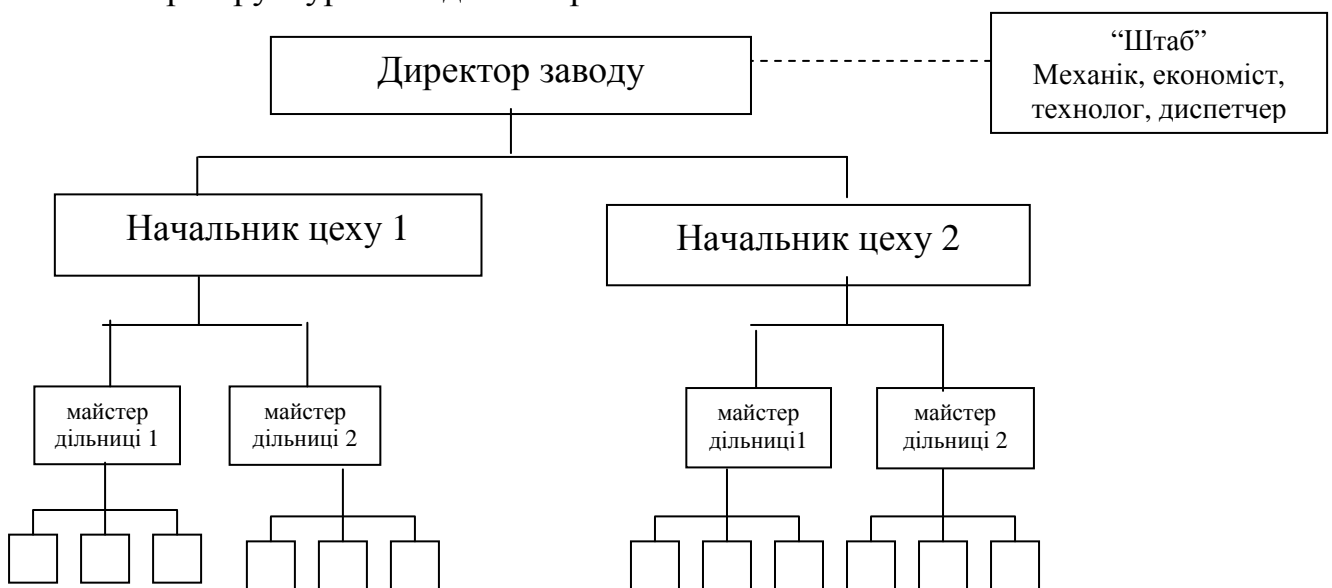 Директор заводу
“Штаб”
Механік, економіст,
технолог, диспетчер
Начальник цеху 1
Начальник цеху 2
майстер
дільниці 1
майстер
дільниці 2
майстер
дільниці1
майстер
дільниці 2